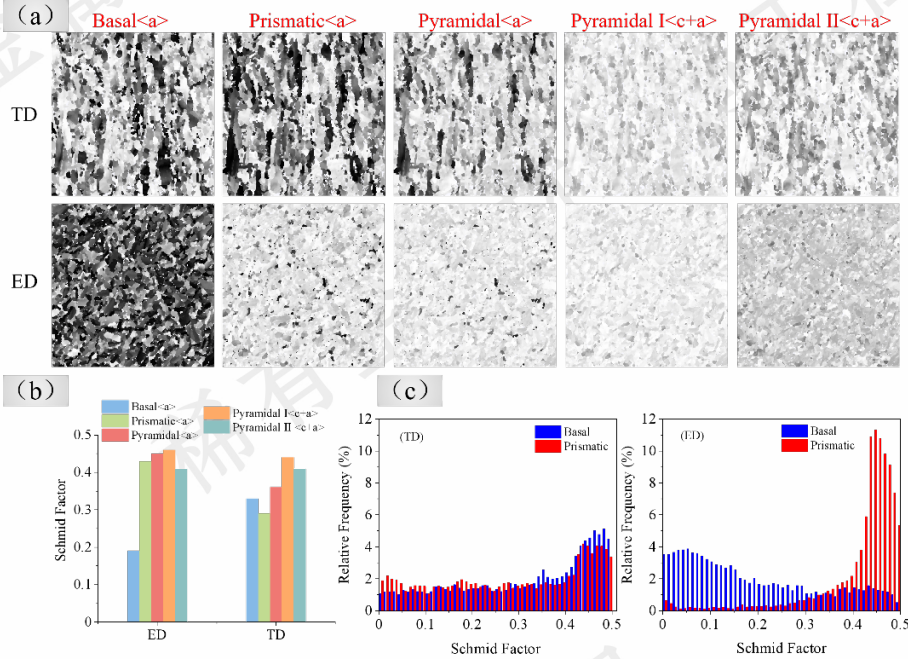 (a)
Basal<a> Prismatic<a> Pyramidal<a> Pyramidal I<c+a> Pyramidal II<c+a>
TD
ED
(b)
Basal<a>
Prismatic<a>
Pyramidal<a>
Pyramidal I<c+a>
Pyramidal II <c+a>
Schmid Factor
0.5
0.4
0.3
0.2
0.1
0
ED TD
(c)
(TD)
Basal
Prismatic
Relative Frequency (%)
12
10
8
6
4
2
0
0 0.1 0.2 0.3 0.4 0.5
Schmid Factor
(ED)
Basal
Prismatic
Relative Frequency (%)
12
10
8
6
4
2
0
0 0.1 0.2 0.3 0.4 0.5
Schmid Factor
稀有